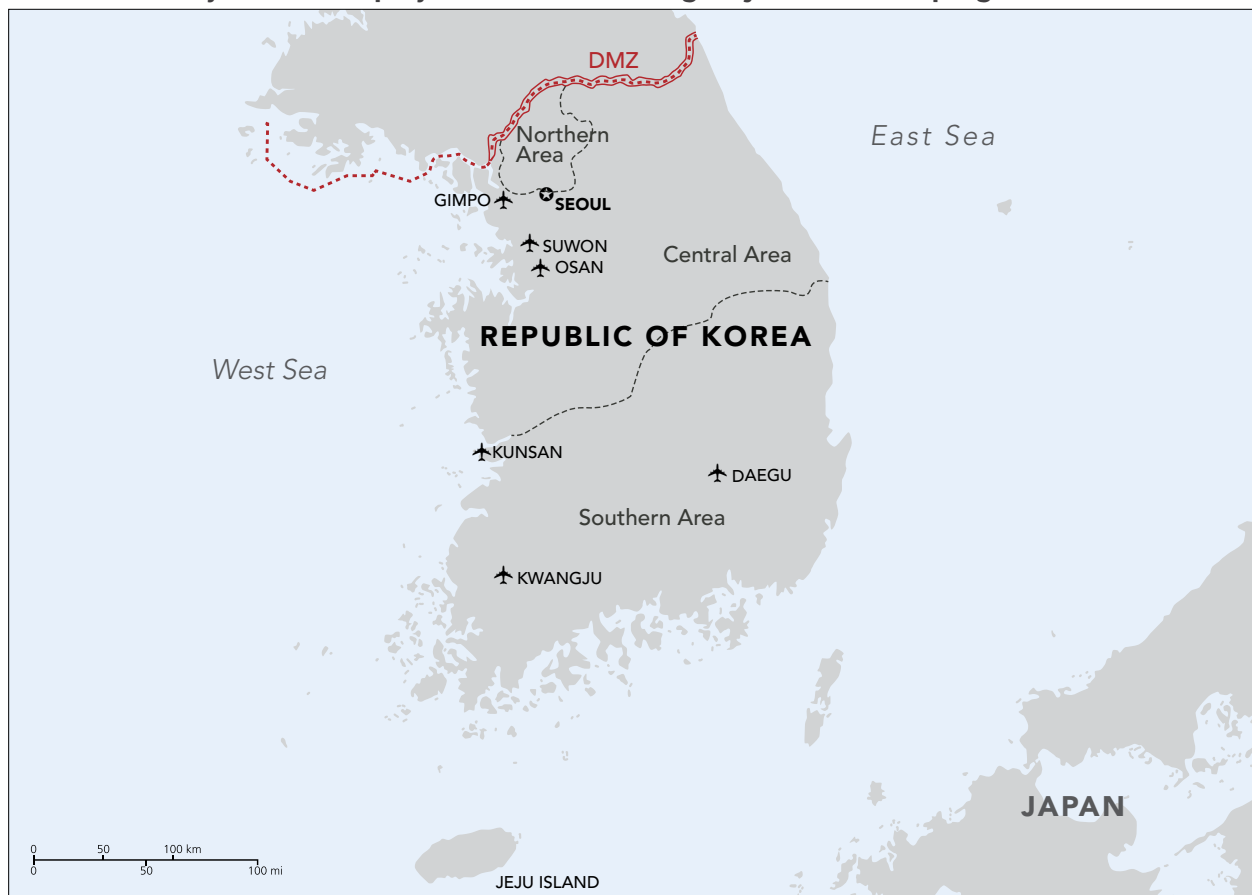 DMZ
East Sea
Northern
Area
GIMPO
SEOUL
SUWON
Central Area
OSAN
REPUBLIC OF KOREA
West Sea
KUNSAN
DAEGU
Southern Area
KWANGJU
JAPAN
0 50 100 km
0 50 100 mi
JEJU ISLAND